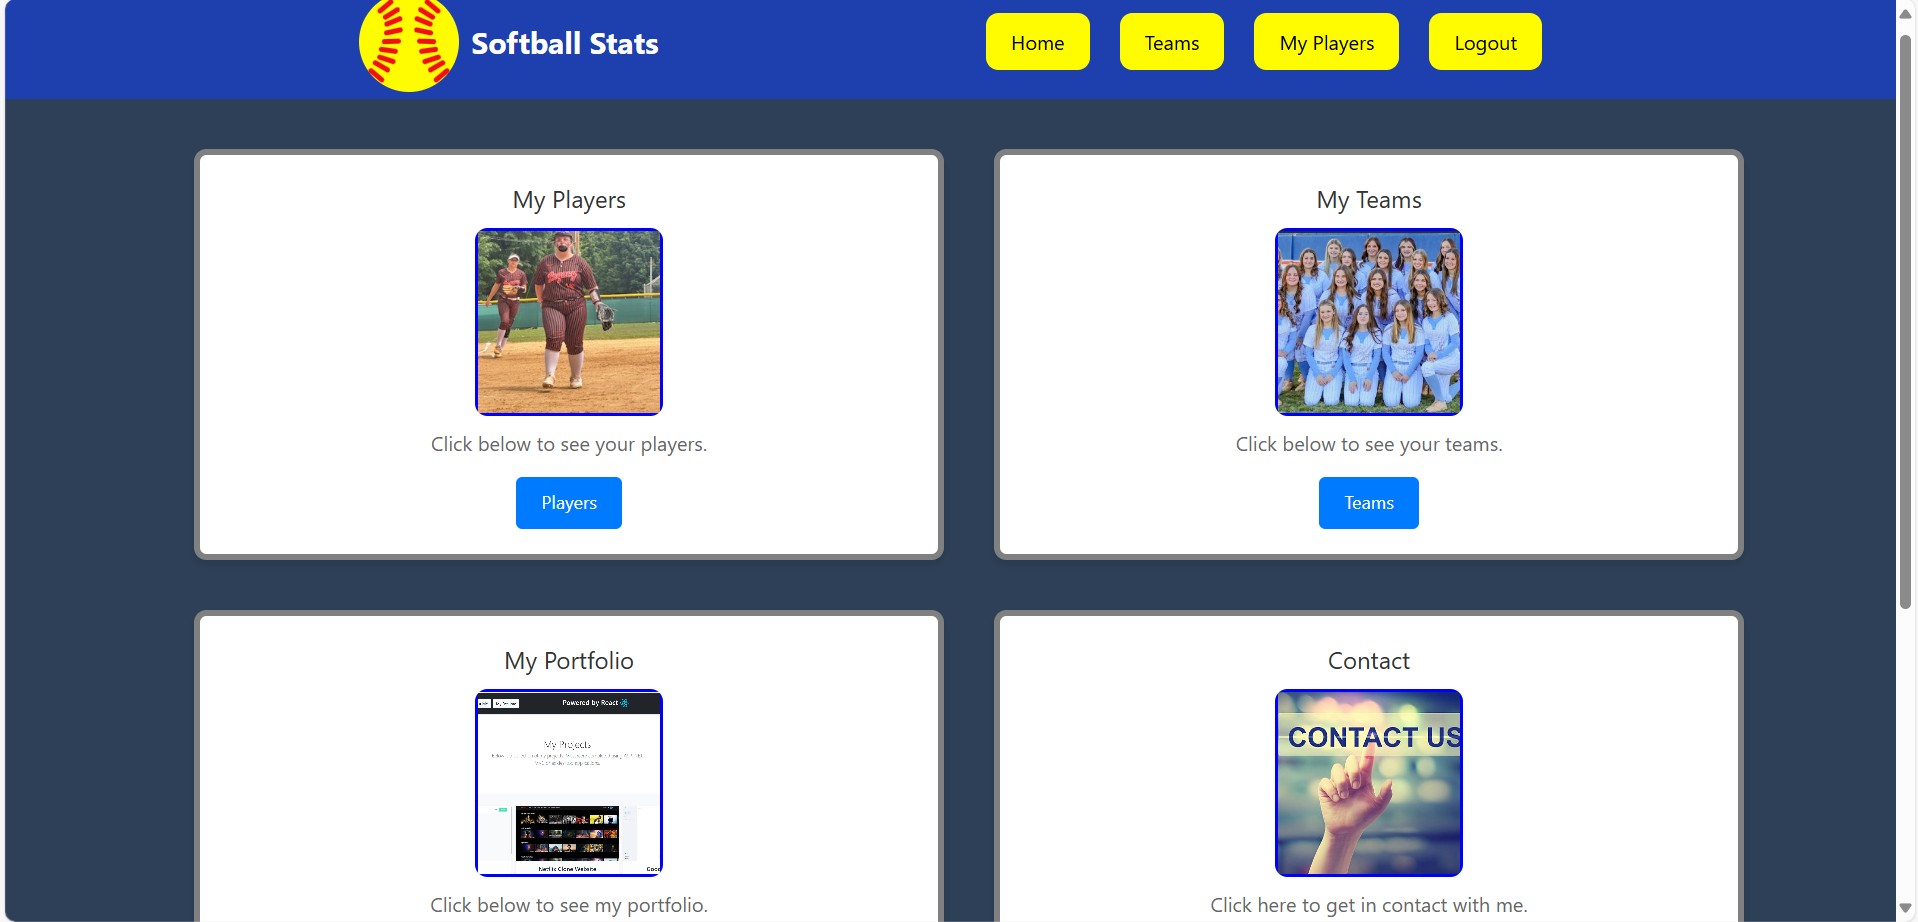 Softball Stats
Home
Teams
My Players
Logout
My Players
Click below to see your players.
Players
My Teams
Click below to see your teams.
Teams
My Portfolio
Powered by React
My Projects
Netflix Clone Website
Click below to see my portfolio.
Contact
CONTACT US
Click here to get in contact with me.